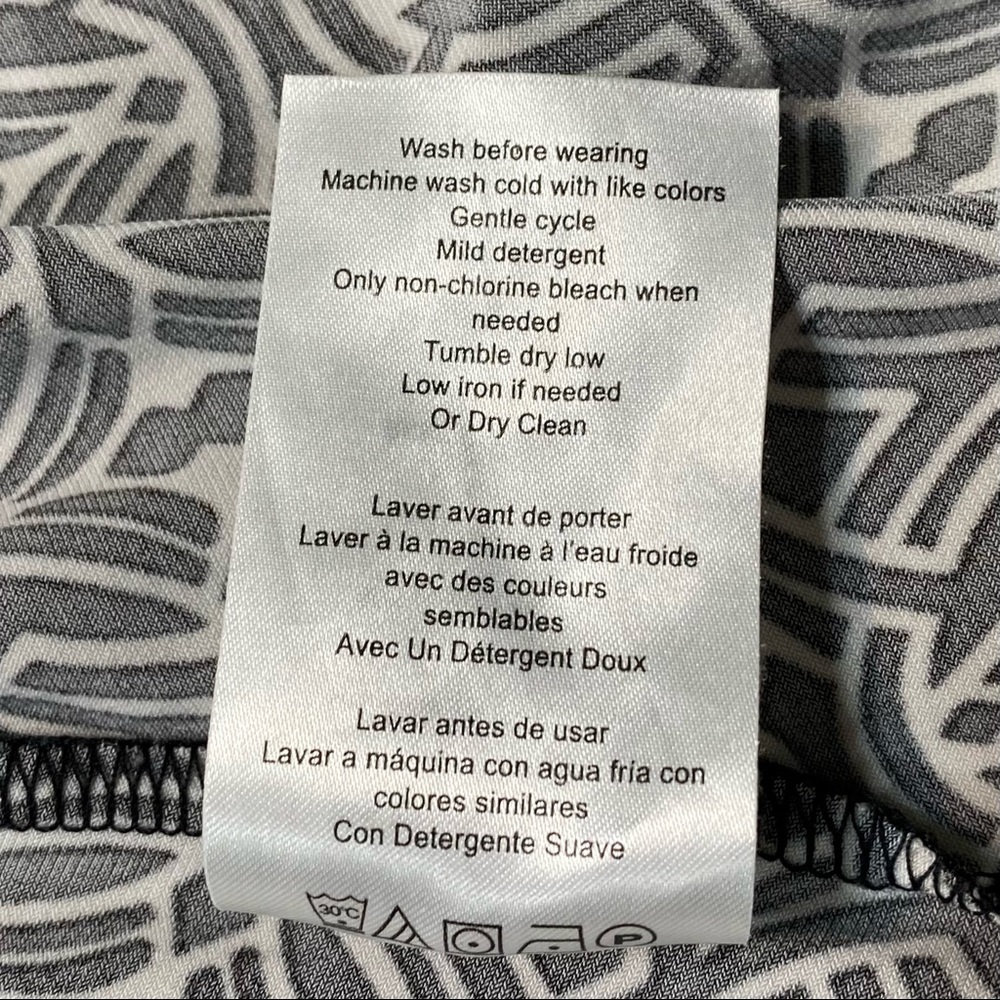 Wash before wearing
Machine wash cold with like colors
Gentle cycle
Mild detergent
Only non-chlorine bleach when
needed
Tumble dry low
Low iron if needed
Or Dry Clean
Laver avant de porter
Laver à la machine à l'eau froide
avec des couleurs
semblables
Avec Un Détergent Doux
Lavar antes de usar
Lavar a máquina con agua fría con
colores similares
Con Detergente Suave
30°C P